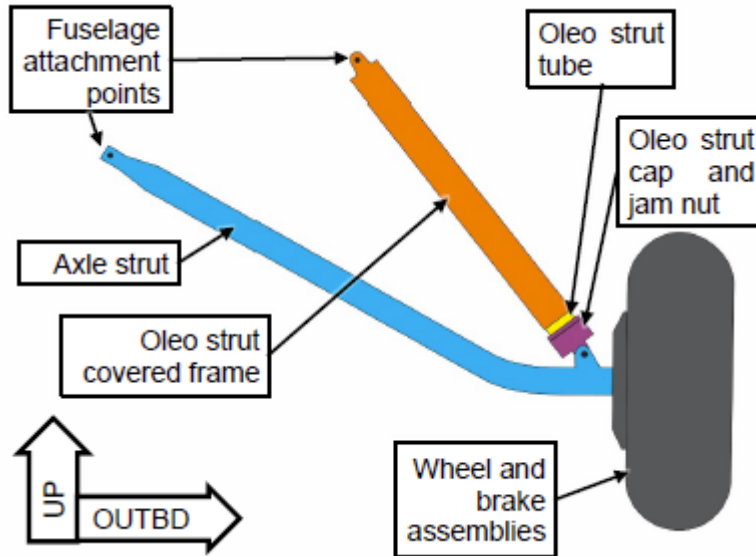 Fuselage
attachment
points
Oleo strut
tube
Oleo strut
cap and
jam nut
Axle strut
Oleo strut
covered frame
Wheel and
brake
assemblies
UP
OUTBD